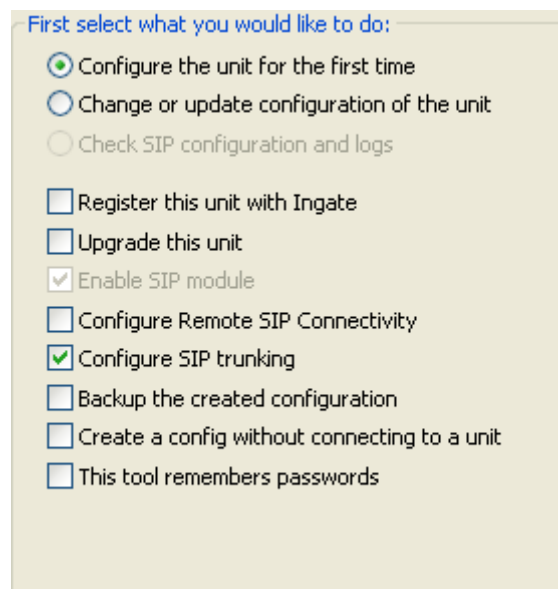 First select what you would like to do:
Configure the unit for the first time
Change or update configuration of the unit
Check SIP configuration and logs
Register this unit with Ingate
Upgrade this unit
Enable SIP module
Configure Remote SIP Connectivity
Configure SIP trunking
Backup the created configuration
Create a config without connecting to a unit
This tool remembers passwords